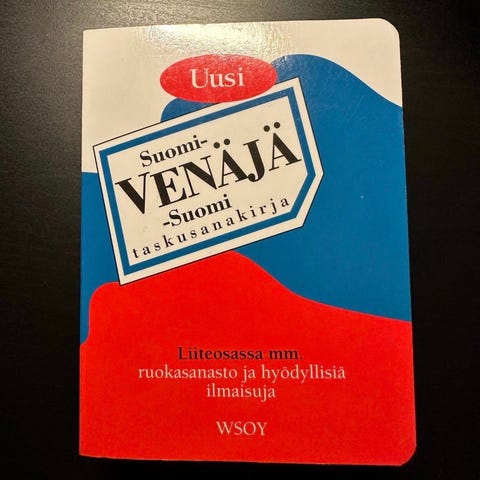 Uusi
Suomi-
VENÄJÄ
-Suomi
taskusanakirja
Liiteosassa mm.
ruokasanasto ja hyödyllisiä
ilmaisuja
WSOY